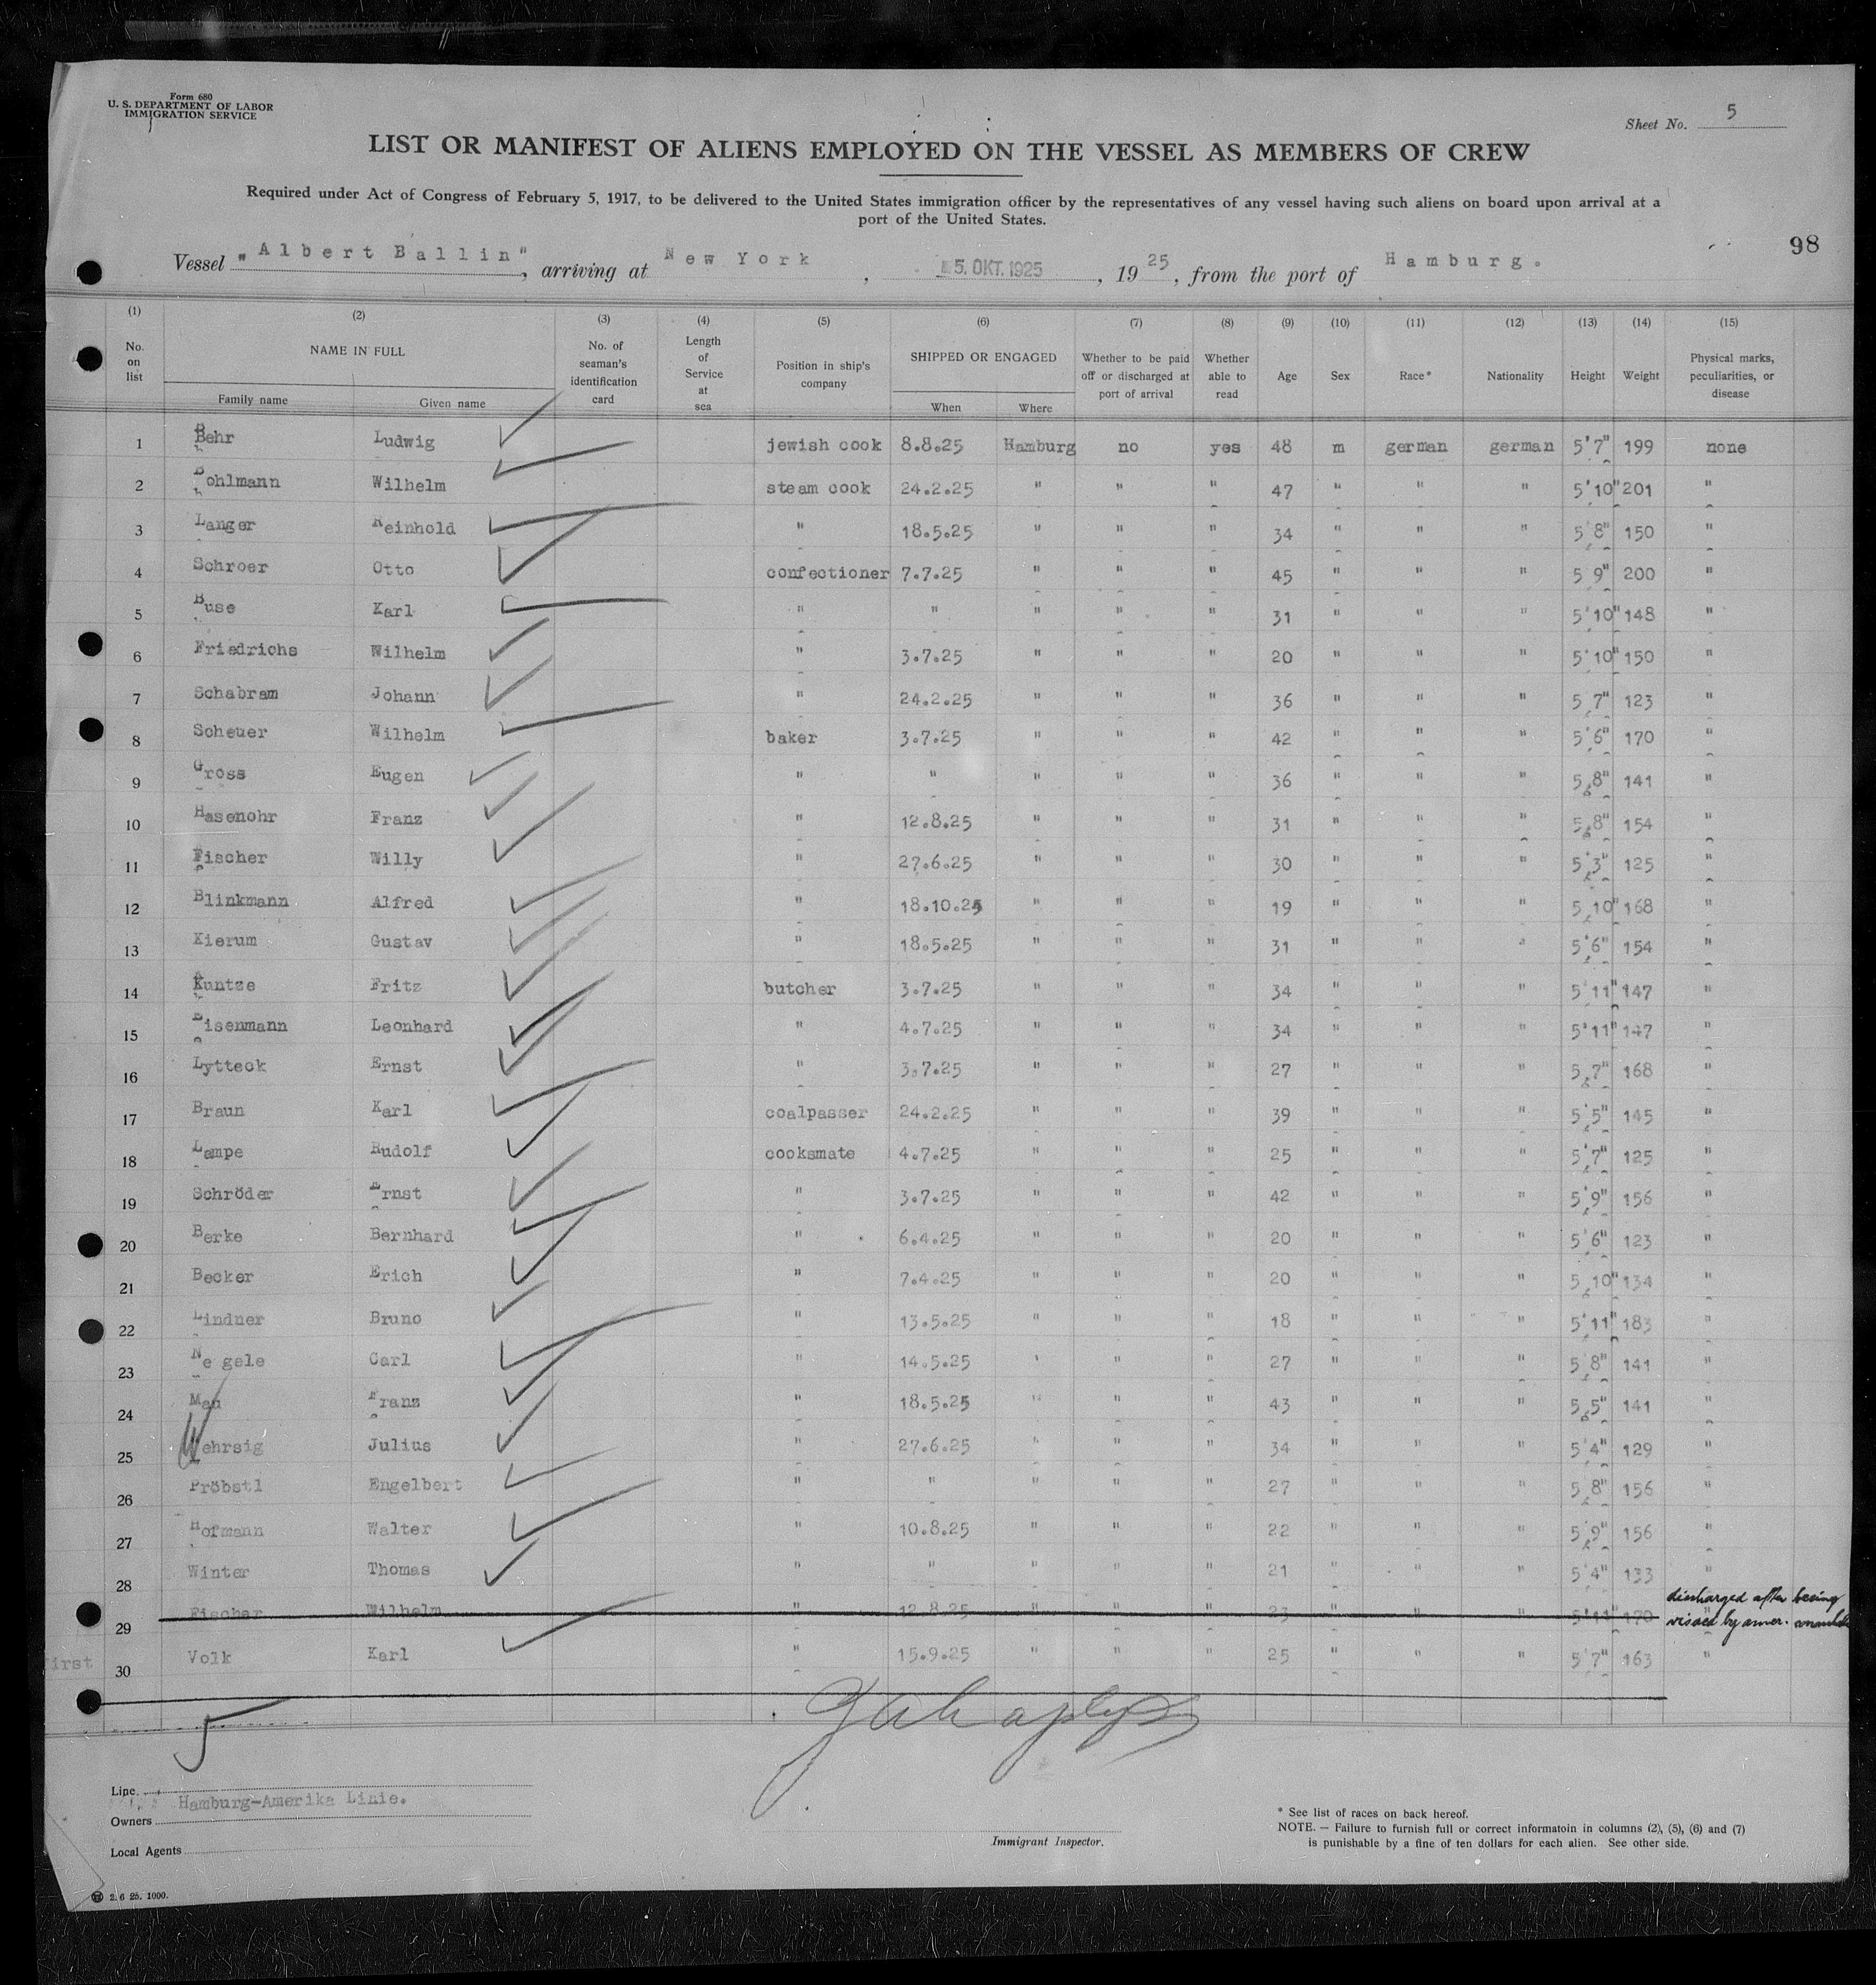 Form 680
U. S. DEPARTMENT OF LABOR
IMMIGRATION SERVICE
Sheet No. 5
LIST OR MANIFEST OF ALIENS EMPLOYED ON THE VESSEL AS MEMBERS OF CREW
Required under Act of Congress of February 5, 1917, to be delivered to the United States immigration officer by the representatives of any vessel having such aliens on board upon arrival at a
port of the United States.
98
Vessel "Albert Ballin", arriving at New York, 5. OKT. 1925, 1925, from the port of Hamburg.
(1) (2) (3) (4) (5) (6) (7) (8) (9) (10) (11) (12) (13) (14) (15)
No. on list NAME IN FULL Family name Given name No. of seaman's identification card Length of Service at sea Position in ship's company SHIPPED OR ENGAGED When Where Whether to be paid off or discharged at port of arrival Whether able to read Age Sex Race* Nationality Height Weight Physical marks, peculiarities, or disease
1 Behr Ludwig jewish cook 8.8.25 Hamburg no yes 48 m german german 5'7" 199 none
2 Pohlmann Wilhelm steam cook 24.2.25 " " " 47 " " " 5'10" 201 "
3 Langer Reinhold " 18.5.25 " " " 34 " " " 5'8" 150 "
4 Schroer Otto confectioner 7.7.25 " " " 45 " " " 5'9" 200 "
5 Buse Karl " " " " " 31 " " " 5'10" 148 "
6 Friedrichs Wilhelm " 3.7.25 " " " 20 " " " 5'10" 150 "
7 Schabram Johann " 24.2.25 " " " 36 " " " 5'7" 123 "
8 Scheuer Wilhelm baker 3.7.25 " " " 42 " " " 5'6" 170 "
9 Gross Eugen " " " " " 36 " " " 5'8" 141 "
10 Hasenohr Franz " 12.8.25 " " " 31 " " " 5'8" 154 "
11 Fischer Willy " 27.6.25 " " " 30 " " " 5'3" 125 "
12 Blinkmann Alfred " 18.10.25 " " " 19 " " " 5'10" 168 "
13 Kierum Gustav " 18.5.25 " " " 31 " " " 5'6" 154 "
14 Kuntze Fritz butcher 3.7.25 " " " 34 " " " 5'11" 147 "
15 Eisenmann Leonhard " 4.7.25 " " " 34 " " " 5'11" 147 "
16 Lytteck Ernst " 3.7.25 " " " 27 " " " 5'7" 168 "
17 Braun Karl coalpasser 24.2.25 " " " 39 " " " 5'5" 145 "
18 Lampe Rudolf cooksmate 4.7.25 " " " 25 " " " 5'7" 125 "
19 Schröder Ernst " 3.7.25 " " " 42 " " " 5'9" 156 "
20 Berke Bernhard " 6.4.25 " " " 20 " " " 5'6" 123 "
21 Becker Erich " 7.4.25 " " " 20 " " " 5'10" 134 "
22 Lindner Bruno " 13.5.25 " " " 18 " " " 5'11" 183 "
23 Negele Carl " 14.5.25 " " " 27 " " " 5'8" 141 "
24 Mau Franz " 18.5.25 " " " 43 " " " 5'5" 141 "
25 Wehrsig Julius " 27.6.25 " " " 34 " " " 5'4" 129 "
26 Pröbstl Engelbert " " " " " 27 " " " 5'8" 156 "
27 Hofmann Walter " 10.8.25 " " " 22 " " " 5'9" 156 "
28 Winter Thomas " " " " " 21 " " " 5'4" 133 "
29 Fischer Wilhelm " 12.8.25 " " 23 " " " 5'11" 170 discharged after beeing
visaed by amer.
first 30 Volk Karl " 15.9.25 " " " 25 " " " 5'7" 163 "
5
Line
Hamburg-Amerika Linie.
Owners
Local Agents
Immigrant Inspector.
* See list of races on back hereof.
NOTE. — Failure to furnish full or correct informatoin in columns (2), (5), (6) and (7)
is punishable by a fine of ten dollars for each alien. See other side.
2. 6 25. 1000.